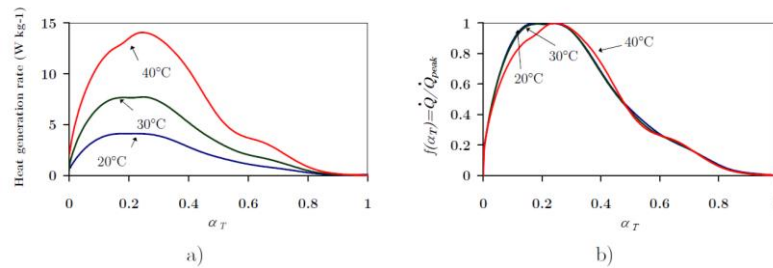 Heat generation rate (W kg-1)
15
10
5
0
40°C
30°C
20°C
0 0.2 0.4 0.6 0.8 1
α_T
a)
f(α_T)=Q̇/Q̇_peak
1
0.8
0.6
0.4
0.2
0
40°C
30°C
20°C
0 0.2 0.4 0.6 0.8
α_T
b)